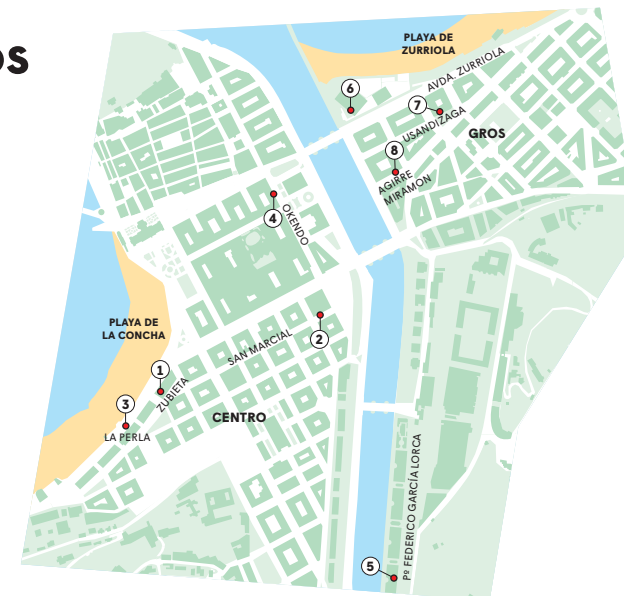 OS
PLAYA DE
ZURRIOLA
AVDA. ZURRIOLA
6
7
USANDIZAGA
GROS
8
AGIRRE
MIRAMON
4
OKENDO
PLAYA DE
LA CONCHA
SAN MARCIAL
2
1
ZUBIETA
3
LA PERLA
CENTRO
Pº FEDERICO GARCÍA LORCA
5